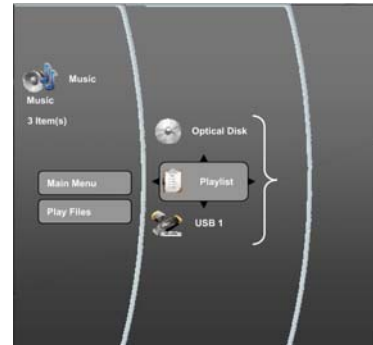 Music
Music
3 Item(s)
Main Menu
Play Files
Optical Disk
Playlist
USB 1